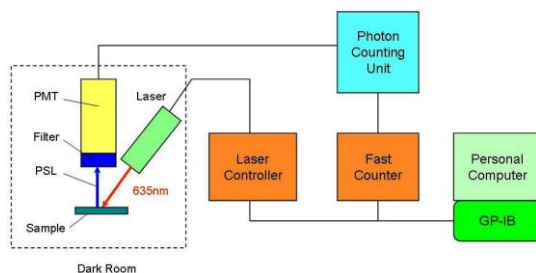 Photon
Counting
Unit
PMT
Laser
Filter
PSL
635nm
Sample
Laser
Controller
Fast
Counter
Personal
Computer
GP-IB
Dark Room